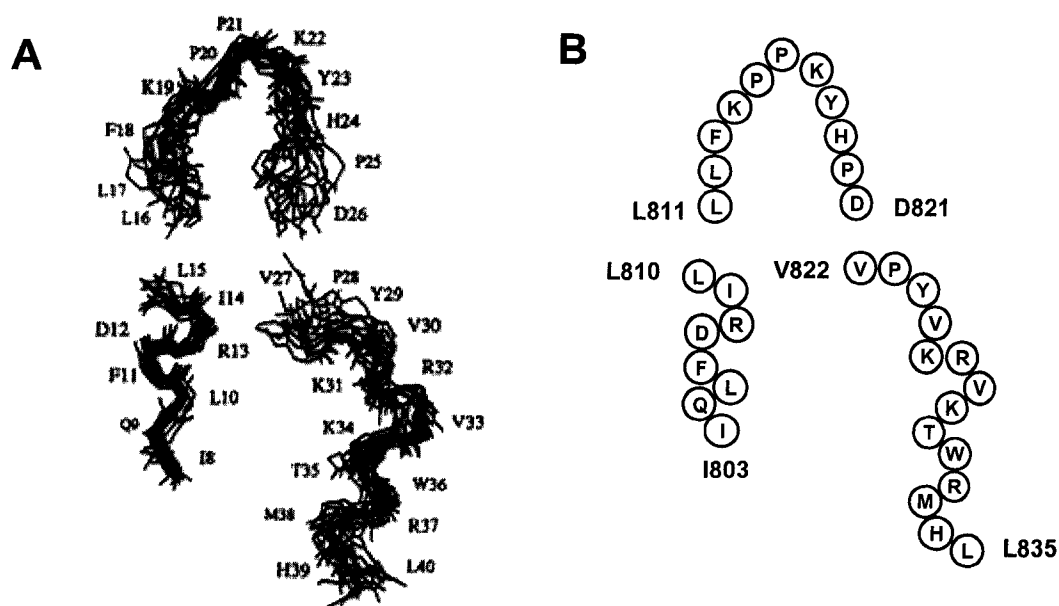 A
P21
P20
K22
K19
Y23
F18
H24
P25
L17
L16
D26
L15
I14
D12
R13
F11
L10
Q9
I8
V27
P28
Y29
V30
K31
R32
K34
V33
T35
W36
M38
R37
H39
L40
B
P
P
K
K
Y
F
H
L
P
L811
L
D
D821
L810
L
I
D
R
F
L
Q
I
I803
V822
V
P
Y
V
K
R
V
K
T
W
R
M
H
L
L835